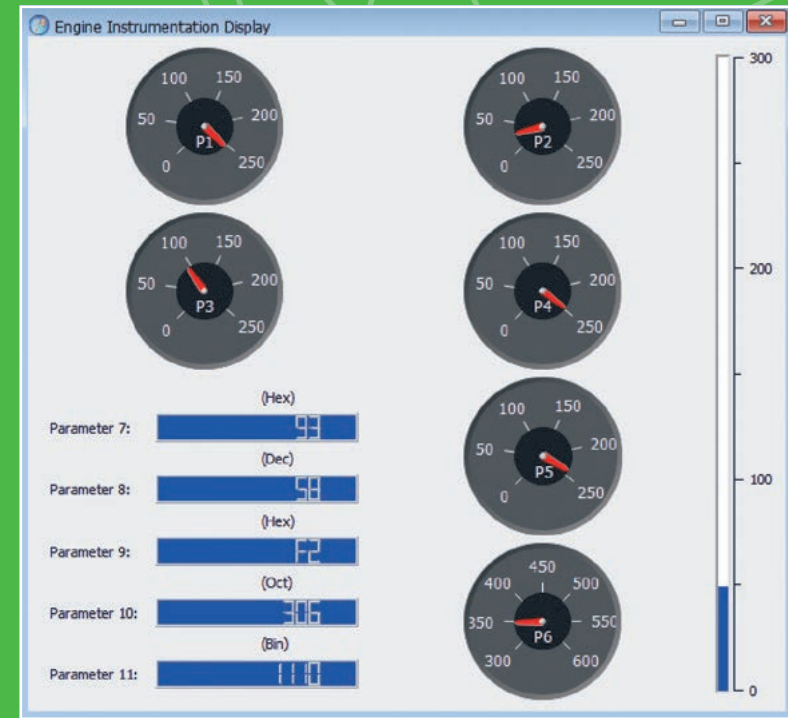 Engine Instrumentation Display
100 150
50 200
P1
0 250
100 150
50 200
P2
0 250
100 150
50 200
P3
0 250
100 150
50 200
P4
0 250
(Hex)
Parameter 7: 93
(Dec)
Parameter 8: 58
(Hex)
Parameter 9: F2
(Oct)
Parameter 10: 306
(Bin)
Parameter 11: 1110
100 150
50 200
P5
0 250
450
400 500
350 550
P6
300 600
300
200
100
0